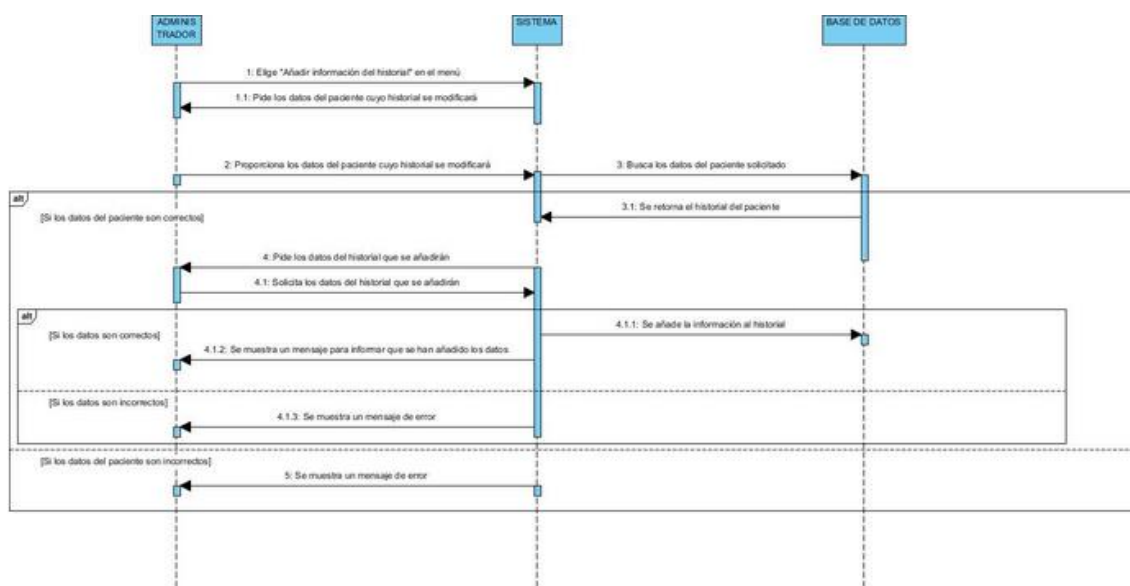 ADMINIS
TRADOR
SISTEMA
BASE DE DATOS
1: Elige "Añadir información del historial" en el menú
1.1: Pide los datos del paciente cuyo historial se modificará
2: Proporciona los datos del paciente cuyo historial se modificará
3: Busca los datos del paciente solicitado
alt
[Si los datos del paciente son correctos]
3.1: Se retorna el historial del paciente
4: Pide los datos del historial que se añadirán
4.1: Solicita los datos del historial que se añadirán
alt
[Si los datos son correctos]
4.1.1: Se añade la información al historial
4.1.2: Se muestra un mensaje para informar que se han añadido los datos
[Si los datos son incorrectos]
4.1.3: Se muestra un mensaje de error
[Si los datos del paciente son incorrectos]
5: Se muestra un mensaje de error